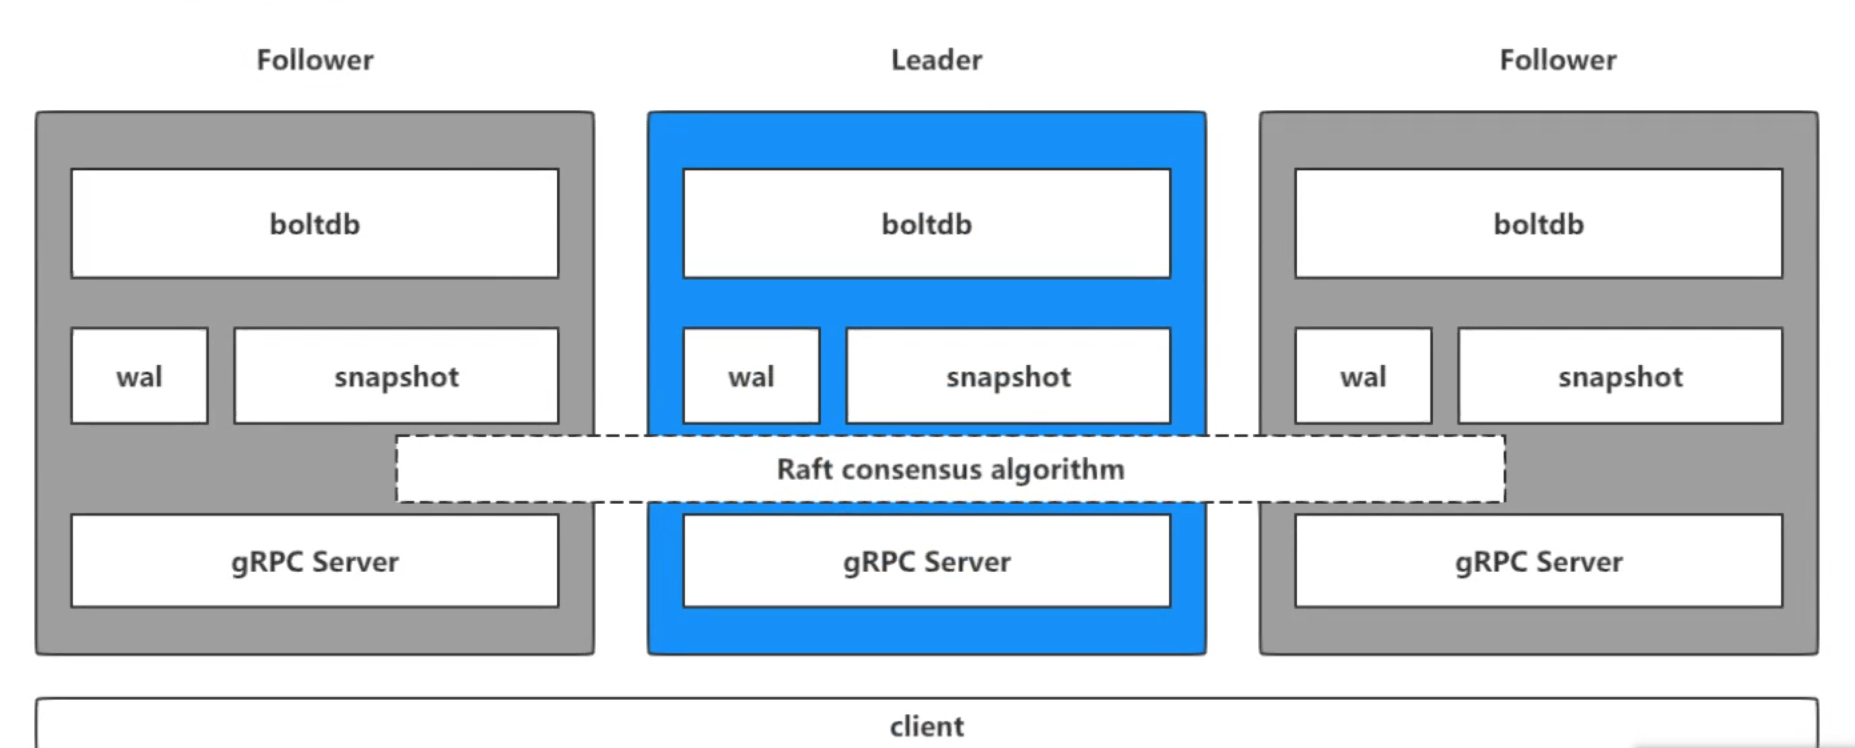 Follower
Leader
Follower
boltdb
boltdb
boltdb
wal
snapshot
wal
snapshot
wal
snapshot
Raft consensus algorithm
gRPC Server
gRPC Server
gRPC Server
client